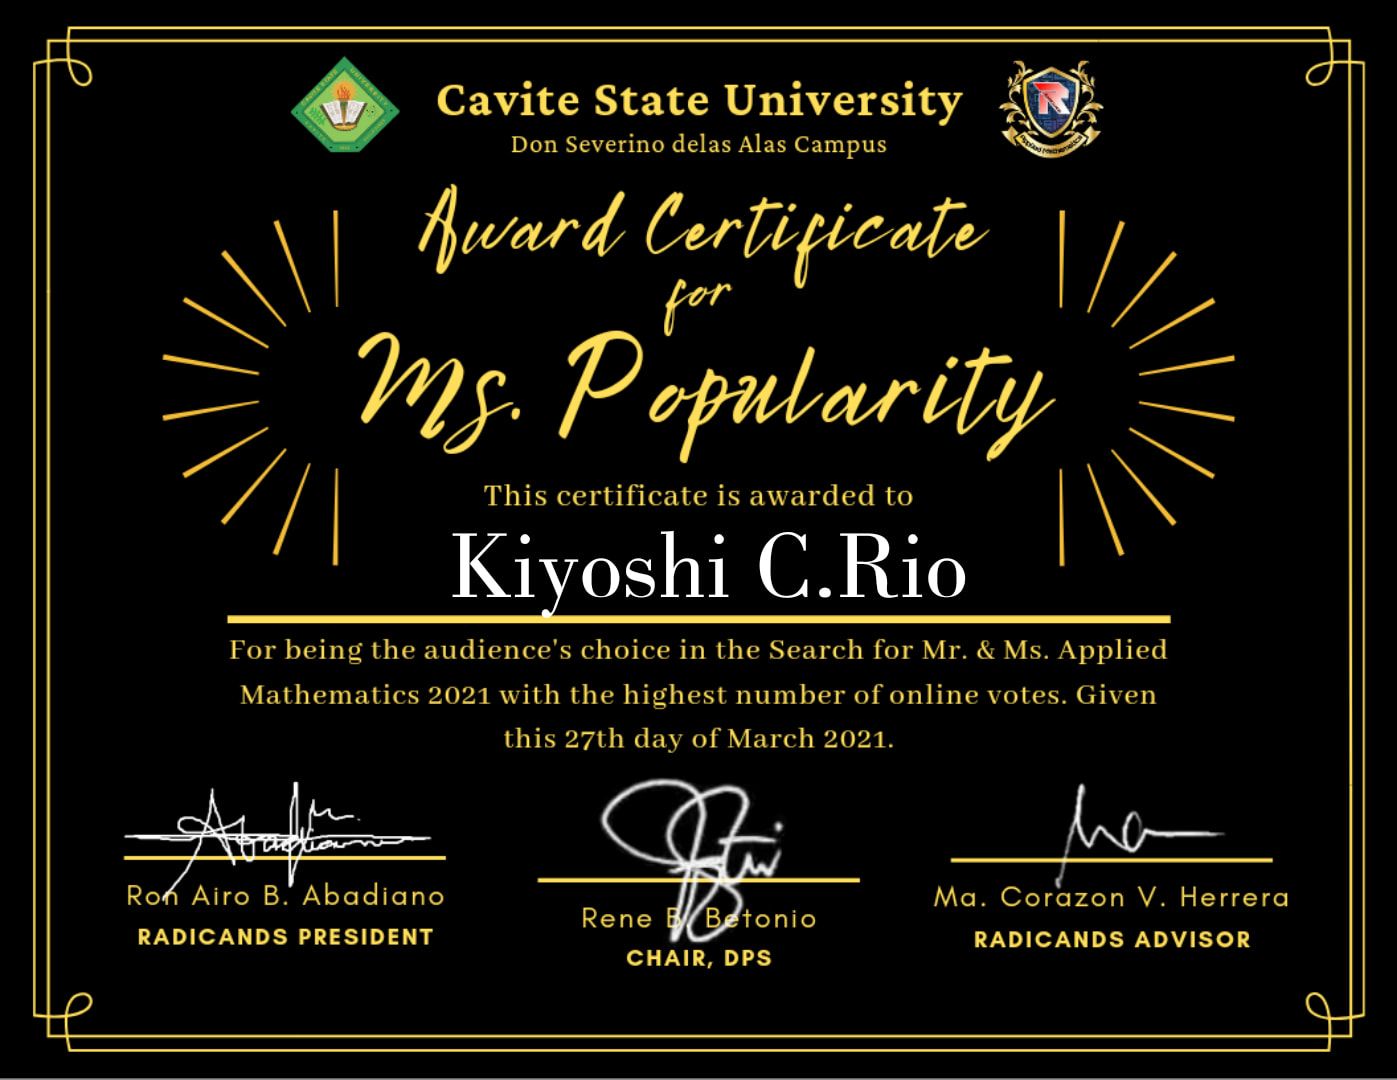 Cavite State University
Don Severino delas Alas Campus
Applied Mathematics
Award Certificate
for
Ms. Popularity
This certificate is awarded to
Kiyoshi C.Rio
For being the audience's choice in the Search for Mr. & Ms. Applied
Mathematics 2021 with the highest number of online votes. Given
this 27th day of March 2021.
Ron Airo B. Abadiano
RADICANDS PRESIDENT
Rene B. Betonio
CHAIR, DPS
Ma. Corazon V. Herrera
RADICANDS ADVISOR